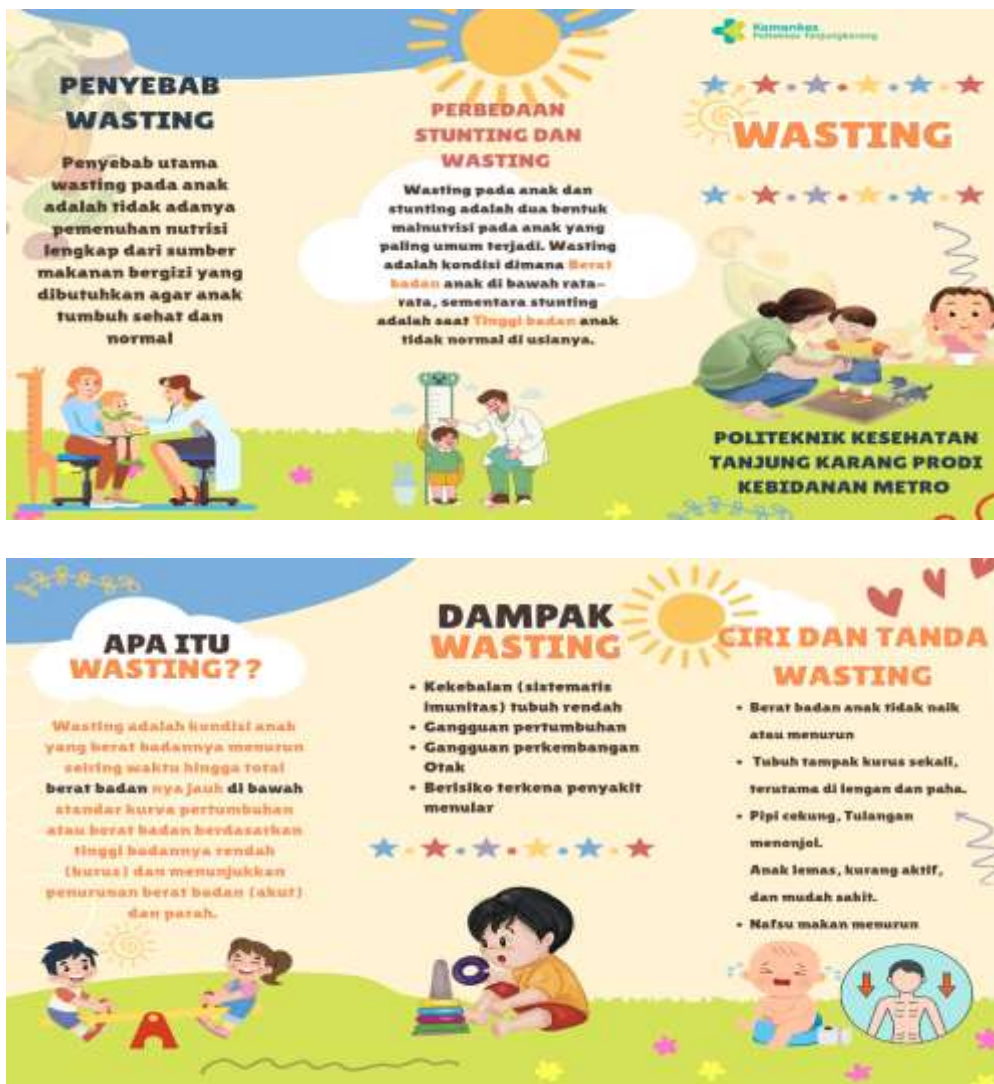 PENYEBAB
WASTING
Penyebab utama
wasting pada anak
adalah tidak adanya
pemenuhan nutrisi
lengkap dari sumber
makanan bergizi yang
dibutuhkan agar anak
tumbuh sehat dan
normal
PERBEDAAN
STUNTING DAN
WASTING
Wasting pada anak dan
stunting adalah dua bentuk
malnutrisi pada anak yang
paling umum terjadi. Wasting
adalah kondisi dimana Berat
badan anak di bawah rata-
rata, sementara stunting
adalah saat Tinggi badan anak
tidak normal di usianya.
Kemenkes
Poltekkes Tanjungkarang
WASTING
POLITEKNIK KESEHATAN
TANJUNG KARANG PRODI
KEBIDANAN METRO
APA ITU
WASTING??
Wasting adalah kondisi anak
yang berat badannya menurun
seiring waktu hingga total
berat badan nya jauh di bawah
standar kurva pertumbuhan
atau berat badan berdasarkan
tinggi badannya rendah
(kurus) dan menunjukkan
penurunan berat badan (akut)
dan parah.
DAMPAK
WASTING
• Kekebalan (sistematis
imunitas) tubuh rendah
• Gangguan pertumbuhan
• Gangguan perkembangan
Otak
• Berisiko terkena penyakit
menular
CIRI DAN TANDA
WASTING
• Berat badan anak tidak naik
atau menurun
• Tubuh tampak kurus sekali,
terutama di lengan dan paha.
• Pipi cekung, Tulangan
menonjol.
Anak lemas, kurang aktif,
dan mudah sakit.
• Nafsu makan menurun